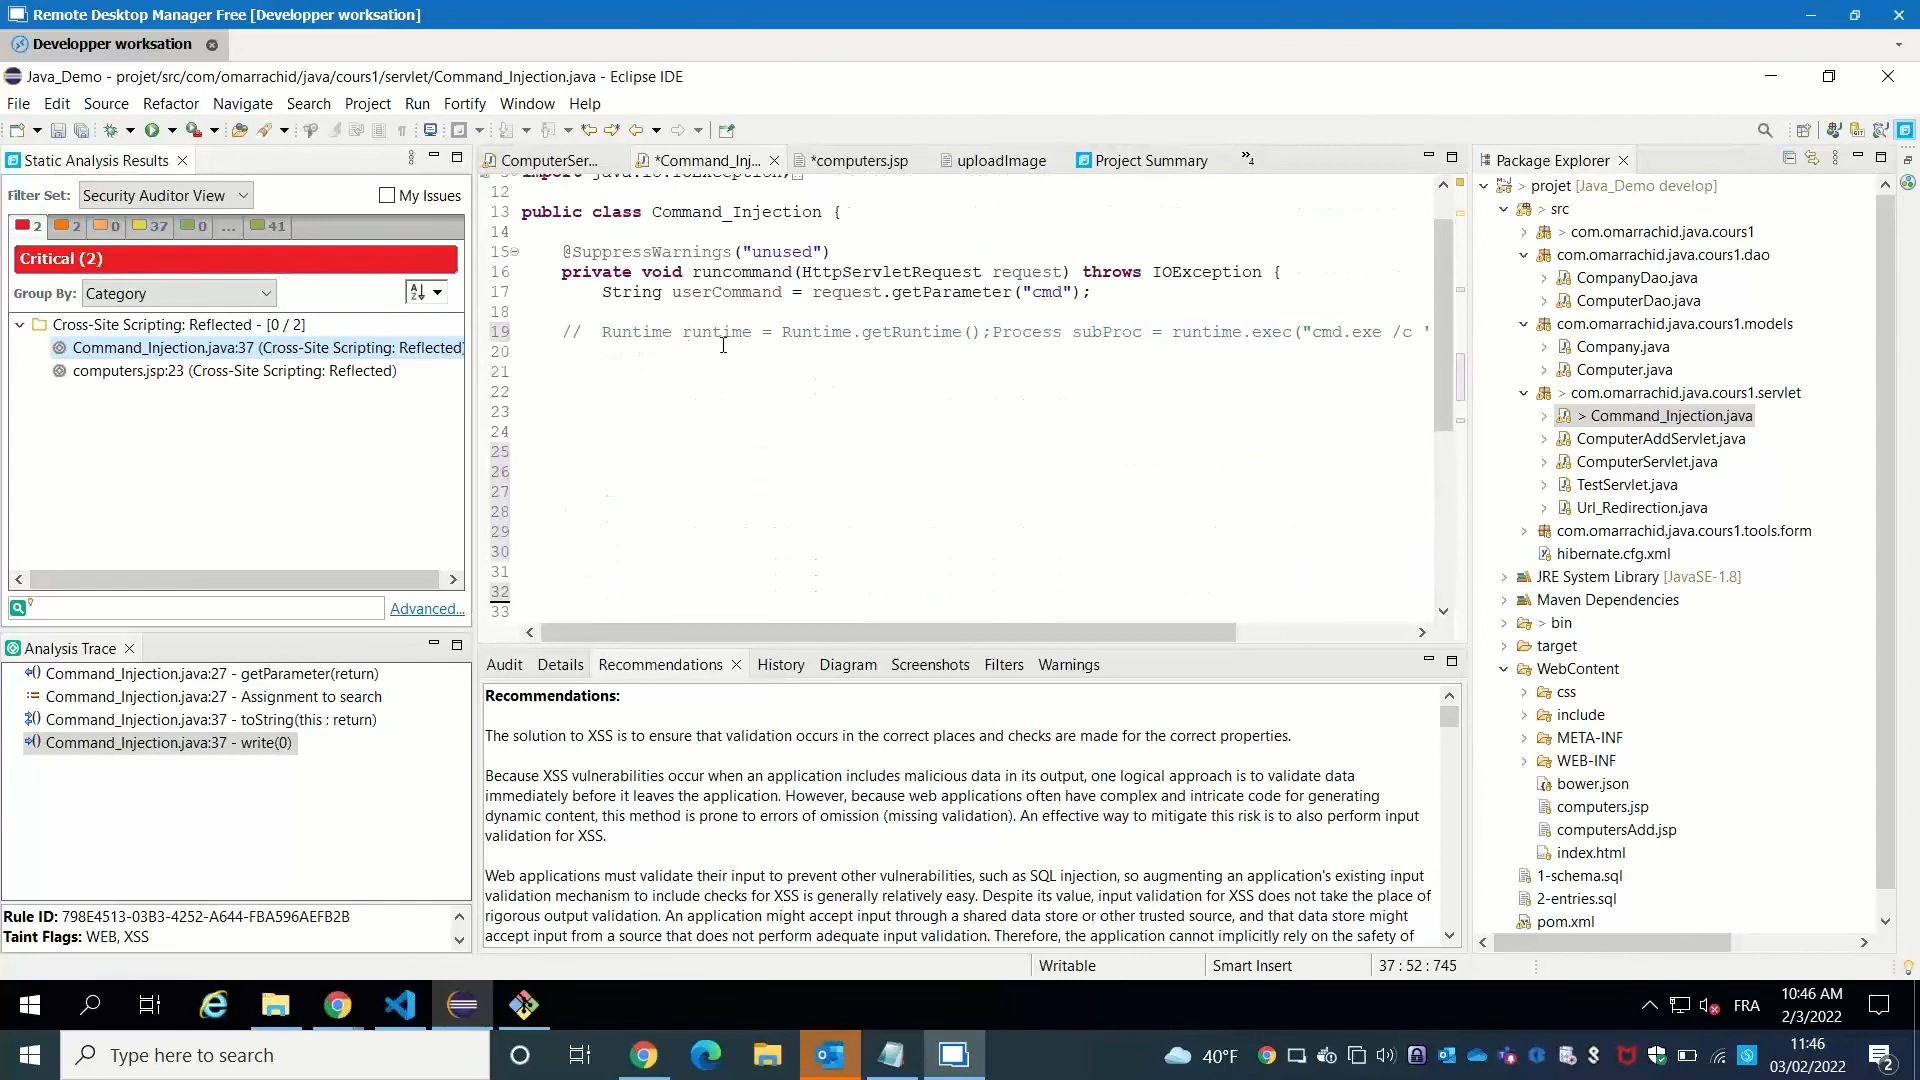 Remote Desktop Manager Free [Developper worksation]
Developper worksation
Java_Demo - projet/src/com/omarrachid/java/cours1/servlet/Command_Injection.java - Eclipse IDE
File Edit Source Refactor Navigate Search Project Run Fortify Window Help
Static Analysis Results
Filter Set: Security Auditor View My Issues
2 2 0 37 0 ... 41
Critical (2)
Group By: Category
Cross-Site Scripting: Reflected - [0 / 2]
Command_Injection.java:37 (Cross-Site Scripting: Reflected)
computers.jsp:23 (Cross-Site Scripting: Reflected)
Advanced...
Analysis Trace
Command_Injection.java:27 - getParameter(return)
Command_Injection.java:27 - Assignment to search
Command_Injection.java:37 - toString(this : return)
Command_Injection.java:37 - write(0)
Rule ID: 798E4513-03B3-4252-A644-FBA596AEFB2B
Taint Flags: WEB, XSS
ComputerSer... *Command_Inj... *computers.jsp uploadImage Project Summary »4
import java.io.IOException;
12
13 public class Command_Injection {
14
15 @SuppressWarnings("unused")
16 private void runcommand(HttpServletRequest request) throws IOException {
17 String userCommand = request.getParameter("cmd");
18
19 // Runtime runtime = Runtime.getRuntime();Process subProc = runtime.exec("cmd.exe /c "
20
21
22
23
24
25
26
27
28
29
30
31
32
33
Audit Details Recommendations History Diagram Screenshots Filters Warnings
Recommendations:
The solution to XSS is to ensure that validation occurs in the correct places and checks are made for the correct properties.
Because XSS vulnerabilities occur when an application includes malicious data in its output, one logical approach is to validate data
immediately before it leaves the application. However, because web applications often have complex and intricate code for generating
dynamic content, this method is prone to errors of omission (missing validation). An effective way to mitigate this risk is to also perform input
validation for XSS.
Web applications must validate their input to prevent other vulnerabilities, such as SQL injection, so augmenting an application's existing input
validation mechanism to include checks for XSS is generally relatively easy. Despite its value, input validation for XSS does not take the place of
rigorous output validation. An application might accept input through a shared data store or other trusted source, and that data store might
accept input from a source that does not perform adequate input validation. Therefore, the application cannot implicitly rely on the safety of
Writable Smart Insert 37 : 52 : 745
Package Explorer
> projet [Java_Demo develop]
> src
> com.omarrachid.java.cours1
com.omarrachid.java.cours1.dao
CompanyDao.java
ComputerDao.java
com.omarrachid.java.cours1.models
Company.java
Computer.java
> com.omarrachid.java.cours1.servlet
> Command_Injection.java
ComputerAddServlet.java
ComputerServlet.java
TestServlet.java
Url_Redirection.java
com.omarrachid.java.cours1.tools.form
hibernate.cfg.xml
JRE System Library [JavaSE-1.8]
Maven Dependencies
> bin
target
WebContent
css
include
META-INF
WEB-INF
bower.json
computers.jsp
computersAdd.jsp
index.html
1-schema.sql
2-entries.sql
pom.xml
FRA 10:46 AM
2/3/2022
Type here to search 40°F 11:46
03/02/2022
2